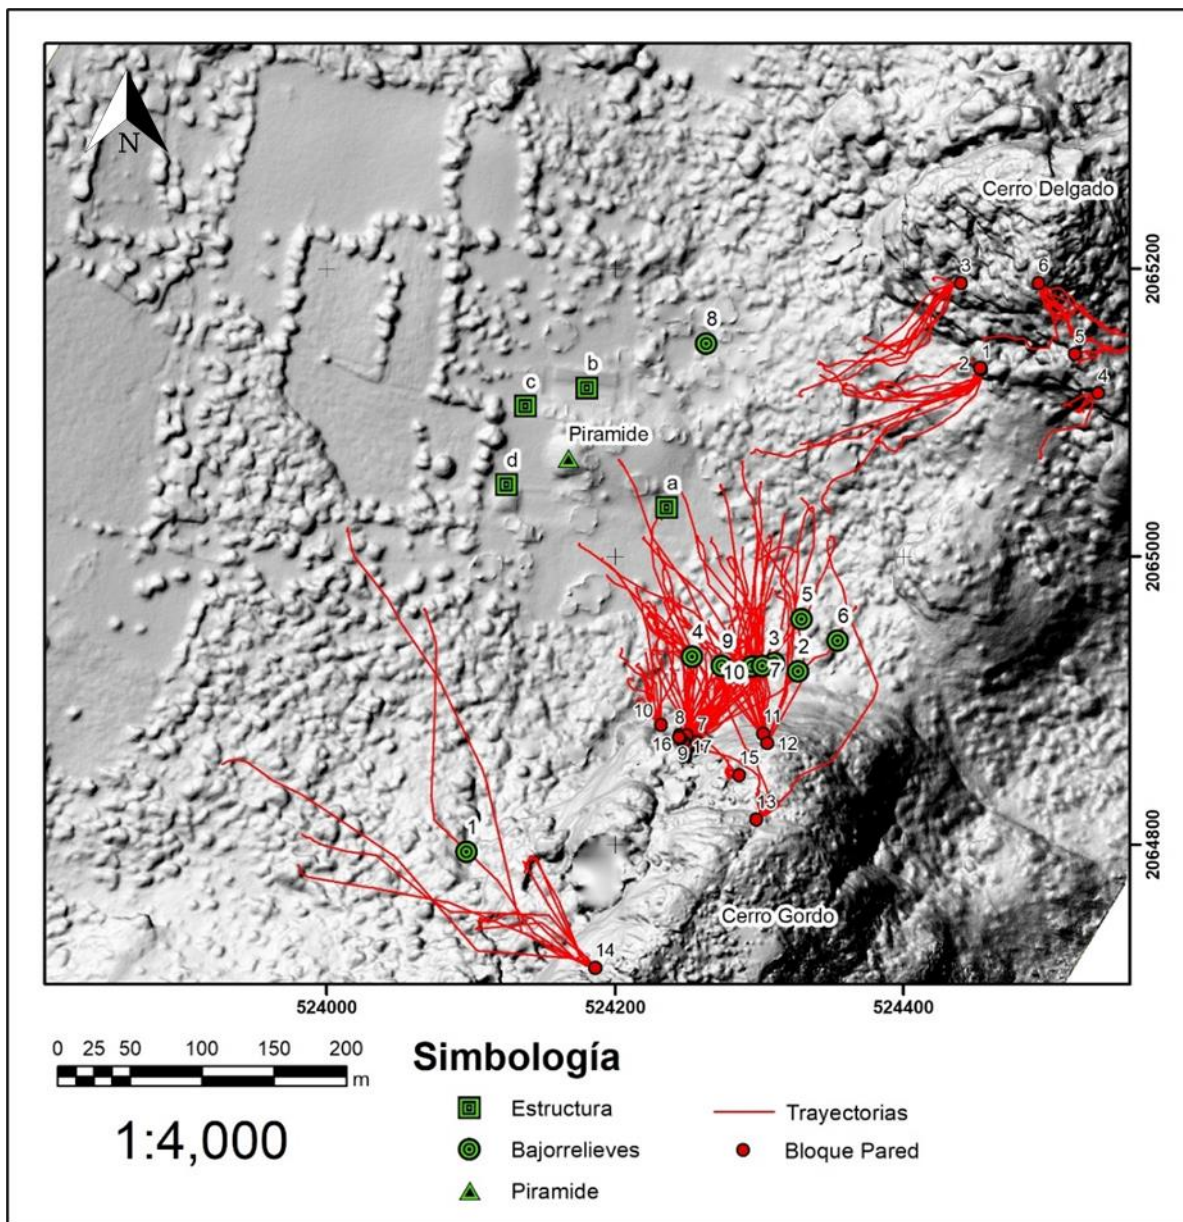 N
Cerro Delgado
3
6
2065200
8
5
1
2
4
b
c
Piramide
d
a
2065000
5
6
4
9
3
2
10
7
10
8
7
11
16
17
12
9
15
13
1
2064800
Cerro Gordo
14
524000
524200
524400
0 25 50 100 150 200
m
1:4,000
Simbología
Estructura
Trayectorias
Bajorrelieves
Bloque Pared
Piramide